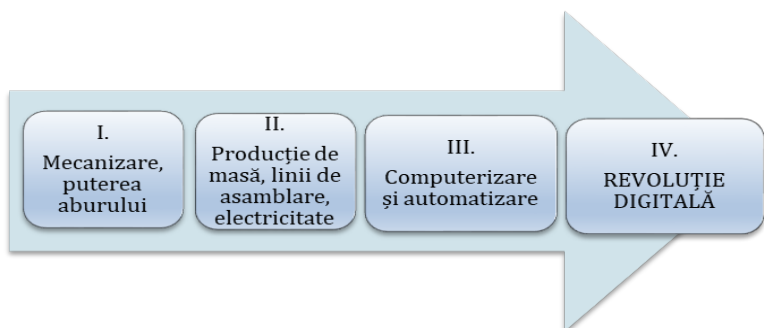 I.
Mecanizare,
puterea
aburului
II.
Producție de
masă, linii de
asamblare,
electricitate
III.
Computerizare
și automatizare
IV.
REVOLUȚIE
DIGITALĂ